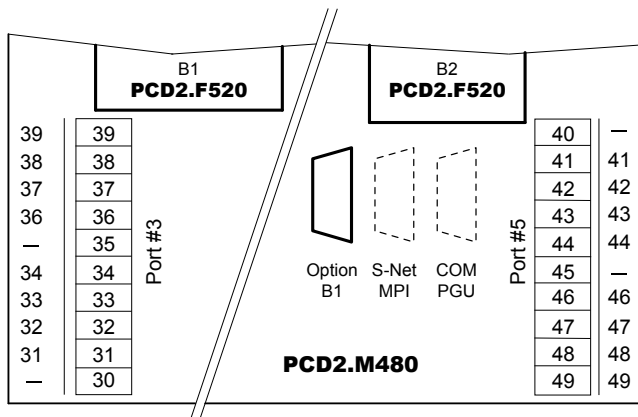 B1
PCD2.F520
B2
PCD2.F520
39 39
38 38
37 37
36 36
— 35
34 34
33 33
32 32
31 31
— 30
Port #3
Option
B1
S-Net
MPI
COM
PGU
Port #5
40 —
41 41
42 42
43 43
44 44
45 —
46 46
47 47
48 48
49 49
PCD2.M480